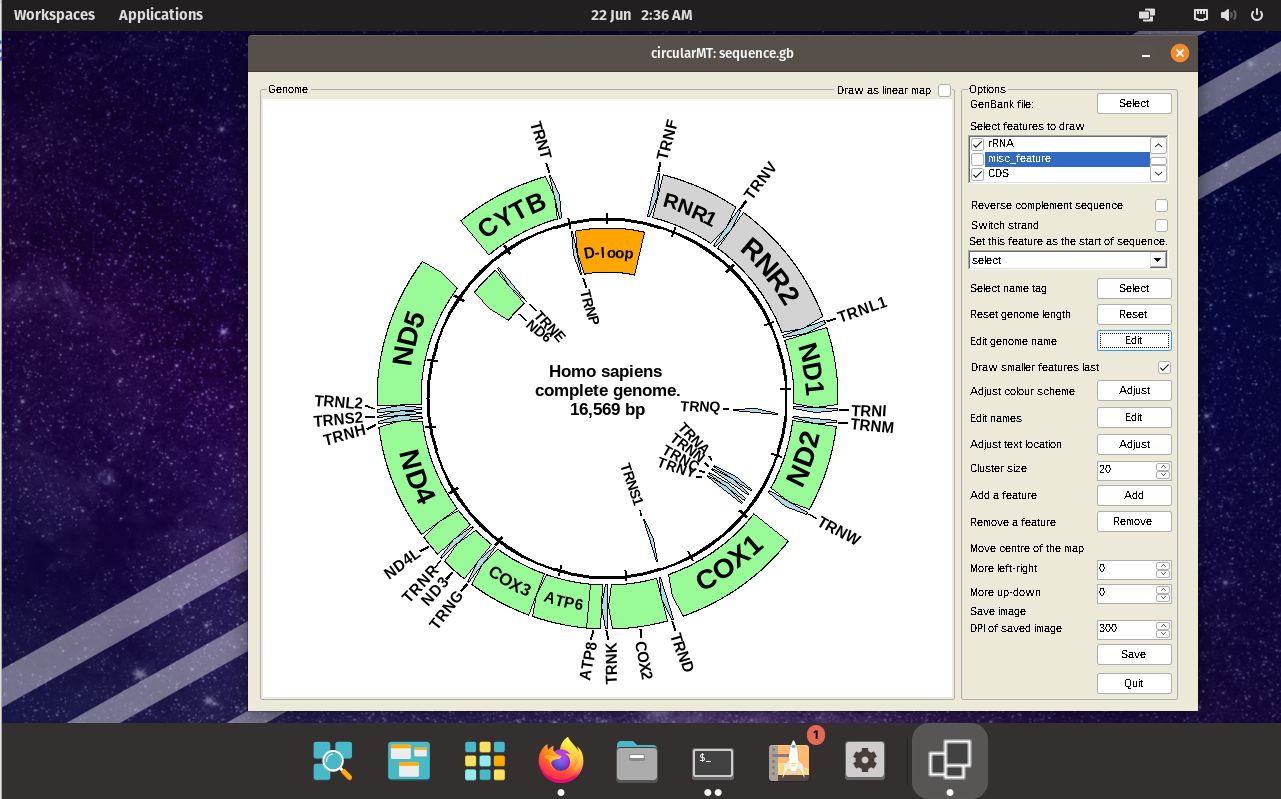 Workspaces Applications 22 Jun 2:36 AM
circularMT: sequence.gb
Genome
Draw as linear map
TRNT
TRNF
TRNV
CYTB
RNR1
D-loop
RNR2
TRNP
TRNE
ND6
TRNL1
ND5
ND1
Homo sapiens
complete genome.
16,569 bp
TRNL2
TRNS2
TRNH
TRNQ
TRNI
TRNM
TRNA
TRNN
TRNC
TRNY
ND2
ND4
TRNS1
TRNW
ND4L
TRNR
ND3
TRNG
COX3
ATP6
COX1
ATP8
TRNK
COX2
TRND
Options
GenBank file: Select
Select features to draw
rRNA
misc_feature
CDS
Reverse complement sequence
Switch strand
Set this feature as the start of sequence.
select
Select name tag Select
Reset genome length Reset
Edit genome name Edit
Draw smaller features last
Adjust colour scheme Adjust
Edit names Edit
Adjust text location Adjust
Cluster size 20
Add a feature Add
Remove a feature Remove
Move centre of the map
More left-right 0
More up-down 0
Save image
DPI of saved image 300
Save
Quit
$_
1